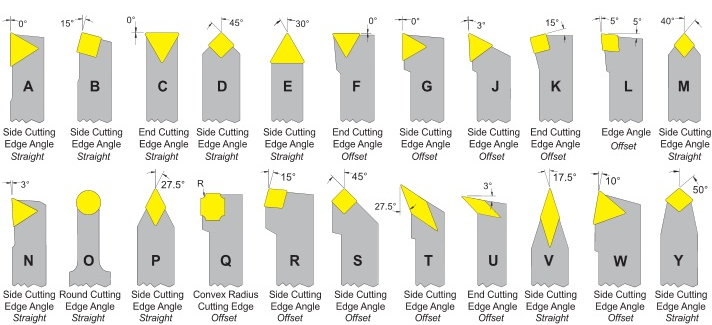 0° 15° 0° 45° 30° 0° 0° 3° 15° 5° 5° 40°
A B C D E F G J K L M
Side Cutting Side Cutting End Cutting Side Cutting Side Cutting End Cutting Side Cutting Side Cutting End Cutting Edge Angle Side Cutting
Edge Angle Edge Angle Edge Angle Edge Angle Edge Angle Edge Angle Edge Angle Edge Angle Edge Angle Offset Edge Angle
Straight Straight Straight Straight Straight Offset Offset Offset Offset Straight
3° 27.5° R 15° 45° 27.5° 3° 17.5° 10° 50°
N O P Q R S T U V W Y
Side Cutting Round Cutting Side Cutting Convex Radius Side Cutting Side Cutting Side Cutting End Cutting Side Cutting Side Cutting Side Cutting
Edge Angle Edge Angle Edge Angle Cutting Edge Edge Angle Edge Angle Edge Angle Edge Angle Edge Angle Edge Angle Edge Angle
Straight Straight Straight Offset Offset Offset Offset Offset Straight Offset Straight